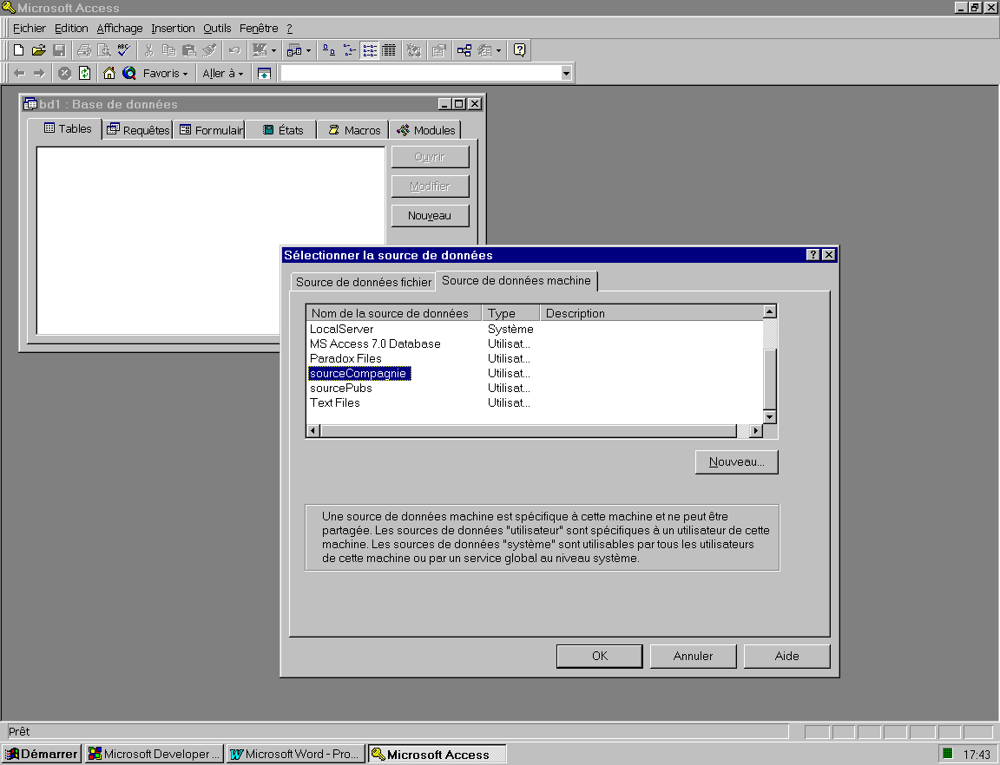 Microsoft Access
Fichier Edition Affichage Insertion Outils Fenêtre ?
Favoris Aller à
bd1 : Base de données
Tables Requêtes Formulair États Macros Modules
Ouvrir
Modifier
Nouveau
Sélectionner la source de données
Source de données fichier Source de données machine
Nom de la source de données Type Description
LocalServer Système
MS Access 7.0 Database Utilisat...
Paradox Files Utilisat...
sourceCompagnie Utilisat...
sourcePubs Utilisat...
Text Files Utilisat...
Nouveau...
Une source de données machine est spécifique à cette machine et ne peut être
partagée. Les sources de données "utilisateur" sont spécifiques à un utilisateur de cette
machine. Les sources de données "système" sont utilisables par tous les utilisateurs
de cette machine ou par un service global au niveau système.
OK Annuler Aide
Prêt
Démarrer Microsoft Developer ... Microsoft Word - Pro... Microsoft Access 17:43